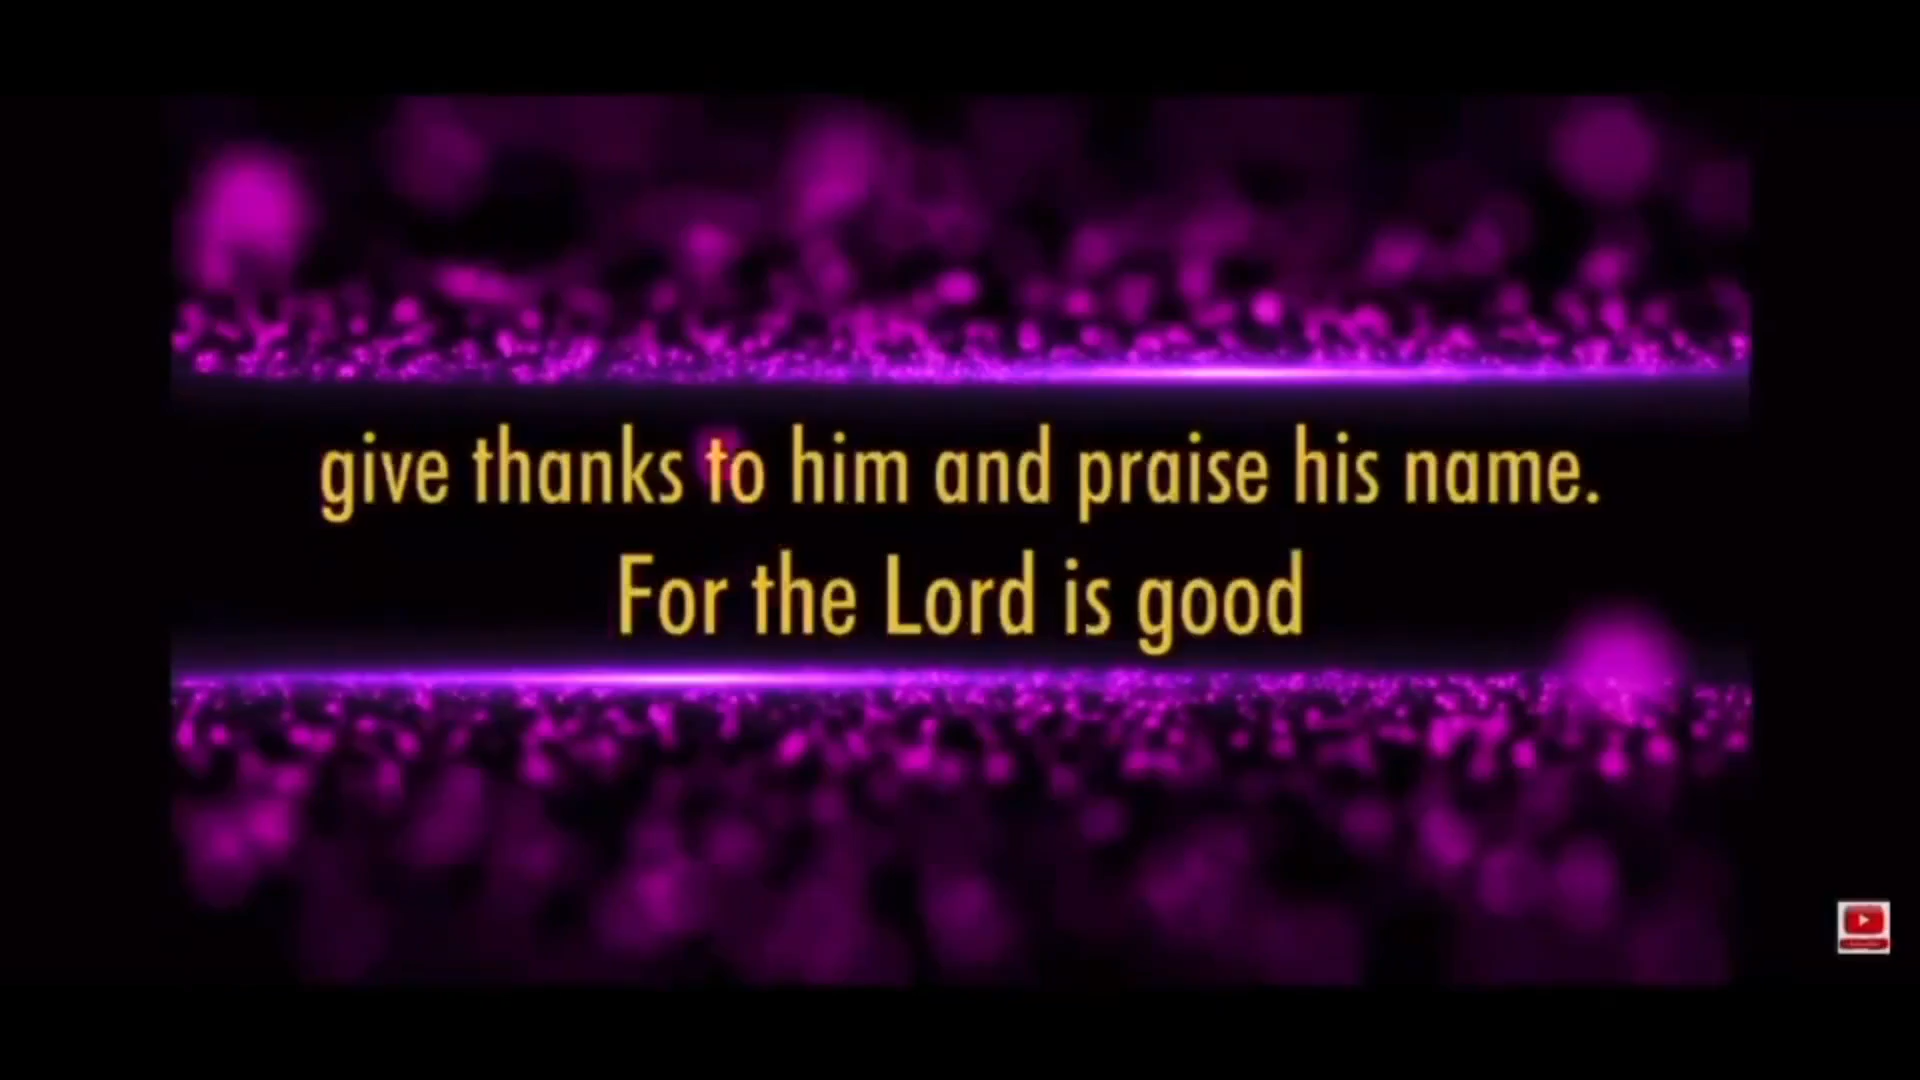 give thanks to him and praise his name.
For the Lord is good